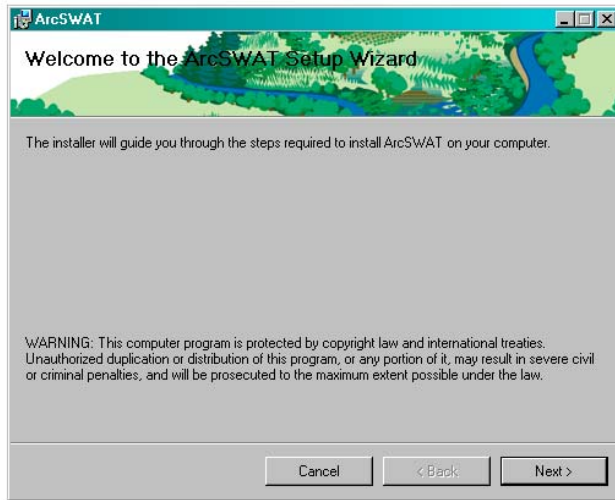 ArcSWAT
Welcome to the ArcSWAT Setup Wizard
The installer will guide you through the steps required to install ArcSWAT on your computer.
WARNING: This computer program is protected by copyright law and international treaties.
Unauthorized duplication or distribution of this program, or any portion of it, may result in severe civil
or criminal penalties, and will be prosecuted to the maximum extent possible under the law.
Cancel
< Back
Next >